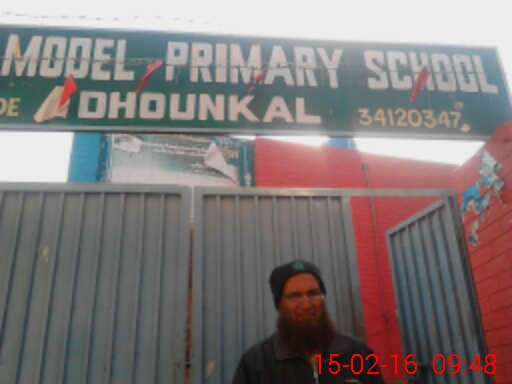 MODEL PRIMARY SCHOOL
DE DHOUNKAL 34120347
15-02-16 09:48